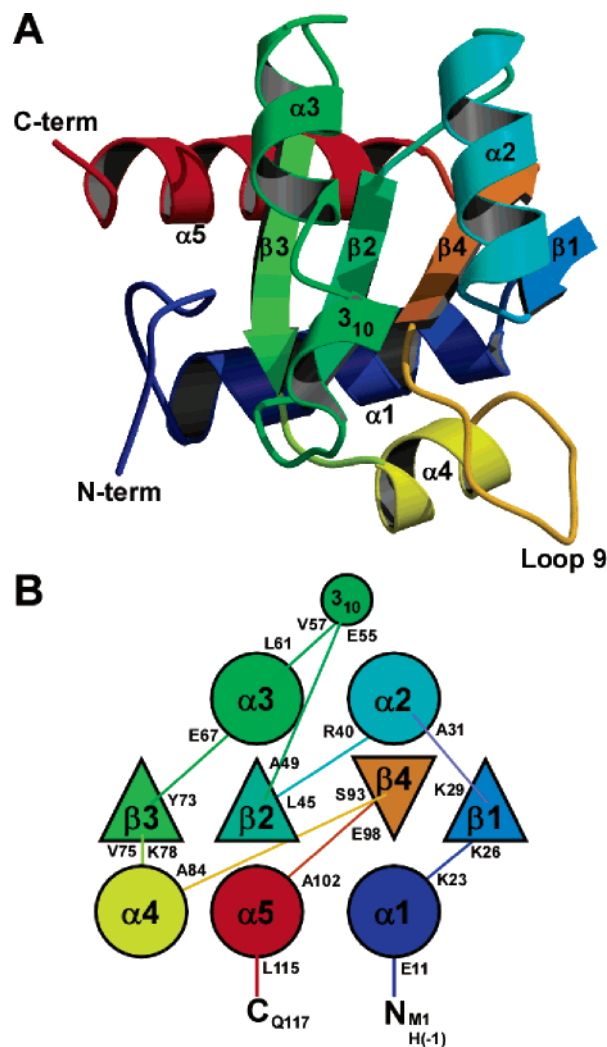 A
C-term
α3
α2
α5
β3
β2
β4
β1
3₁₀
α1
N-term
α4
Loop 9
B
3₁₀
V57
E55
L61
α3
α2
E67
R40
A31
A49
β4
Y73
L45
S93
K29
β3
β2
β1
E98
V75
K78
K26
A84
A102
K23
α4
α5
α1
L115
E11
C Q117
N M1
H(-1)